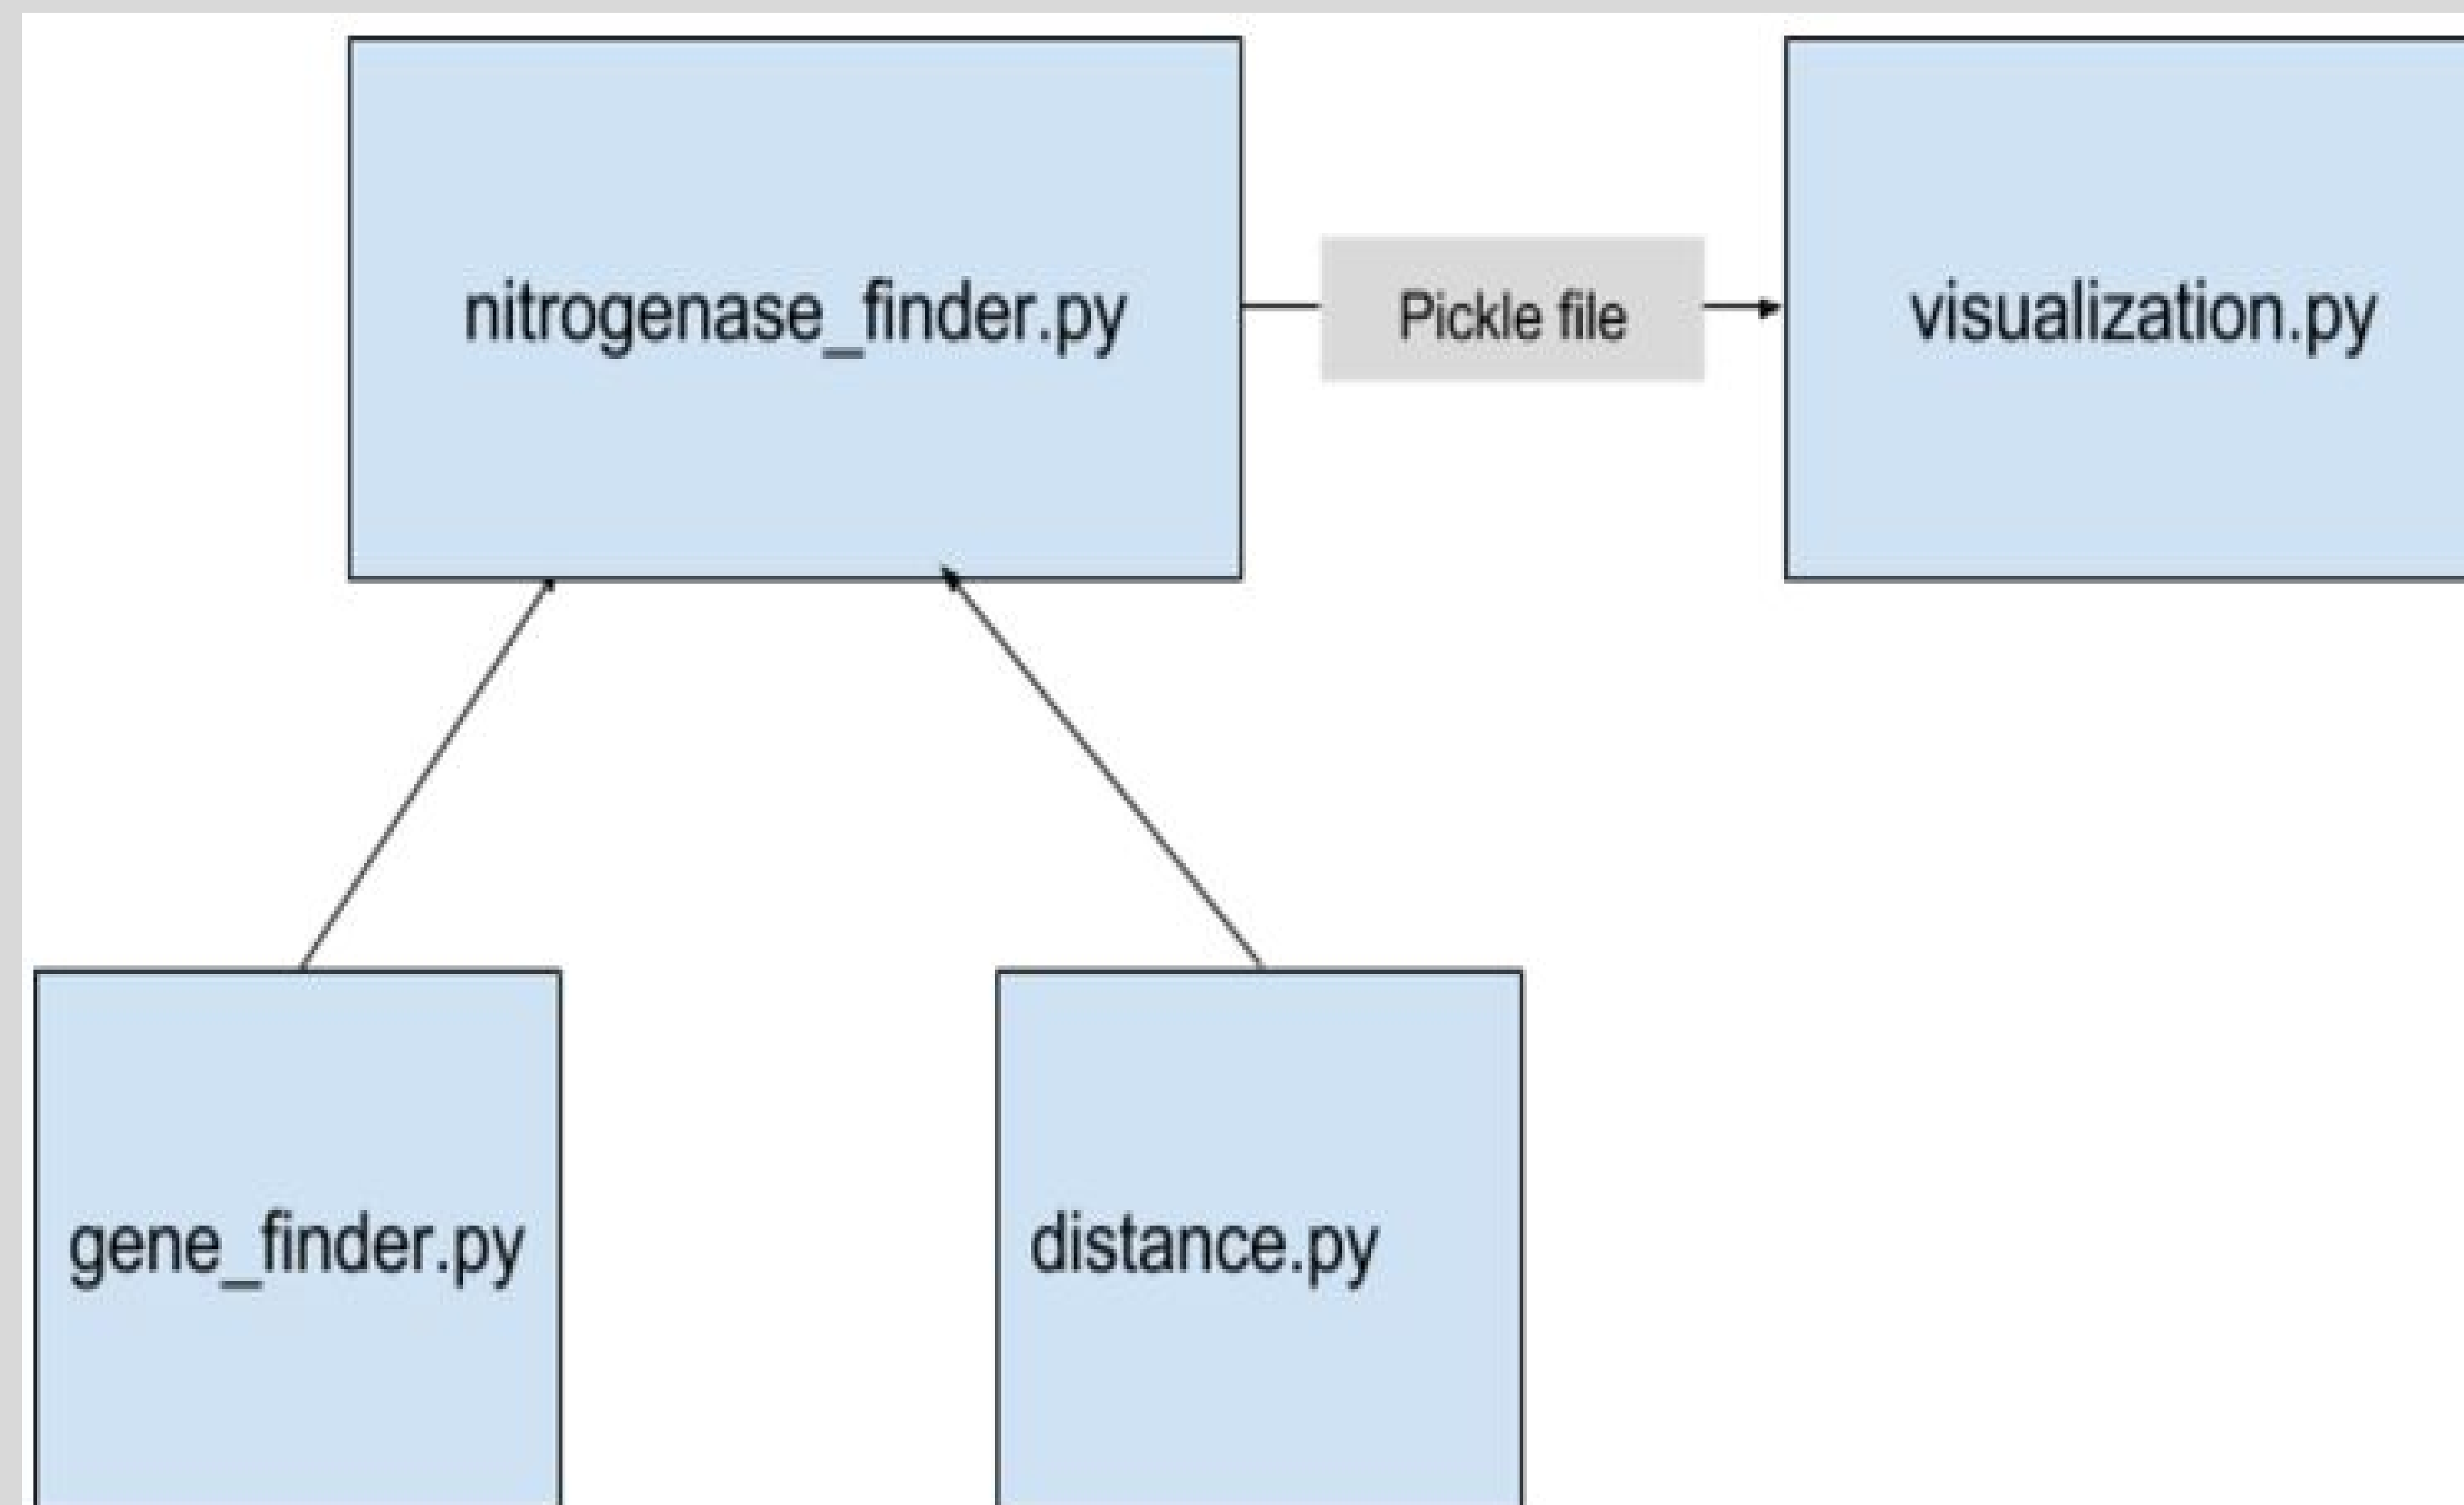 nitrogenase_finder.py
Pickle file
visualization.py
gene_finder.py
distance.py